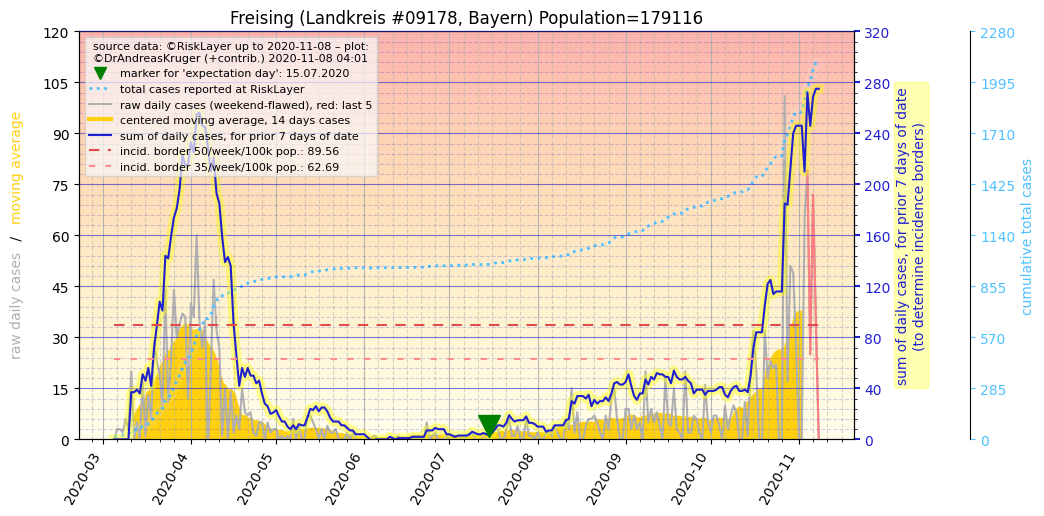 Freising (Landkreis #09178, Bayern) Population=179116
source data: ©RiskLayer up to 2020-11-08 – plot:
©DrAndreasKruger (+contrib.) 2020-11-08 04:01
marker for 'expectation day': 15.07.2020
total cases reported at RiskLayer
raw daily cases (weekend-flawed), red: last 5
centered moving average, 14 days cases
sum of daily cases, for prior 7 days of date
incid. border 50/week/100k pop.: 89.56
incid. border 35/week/100k pop.: 62.69
raw daily cases / moving average
120
105
90
75
60
45
30
15
0
2020-03
2020-04
2020-05
2020-06
2020-07
2020-08
2020-09
2020-10
2020-11
320
280
240
200
160
120
80
40
0
sum of daily cases, for prior 7 days of date
(to determine incidence borders)
2280
1995
1710
1425
1140
855
570
285
0
cumulative total cases